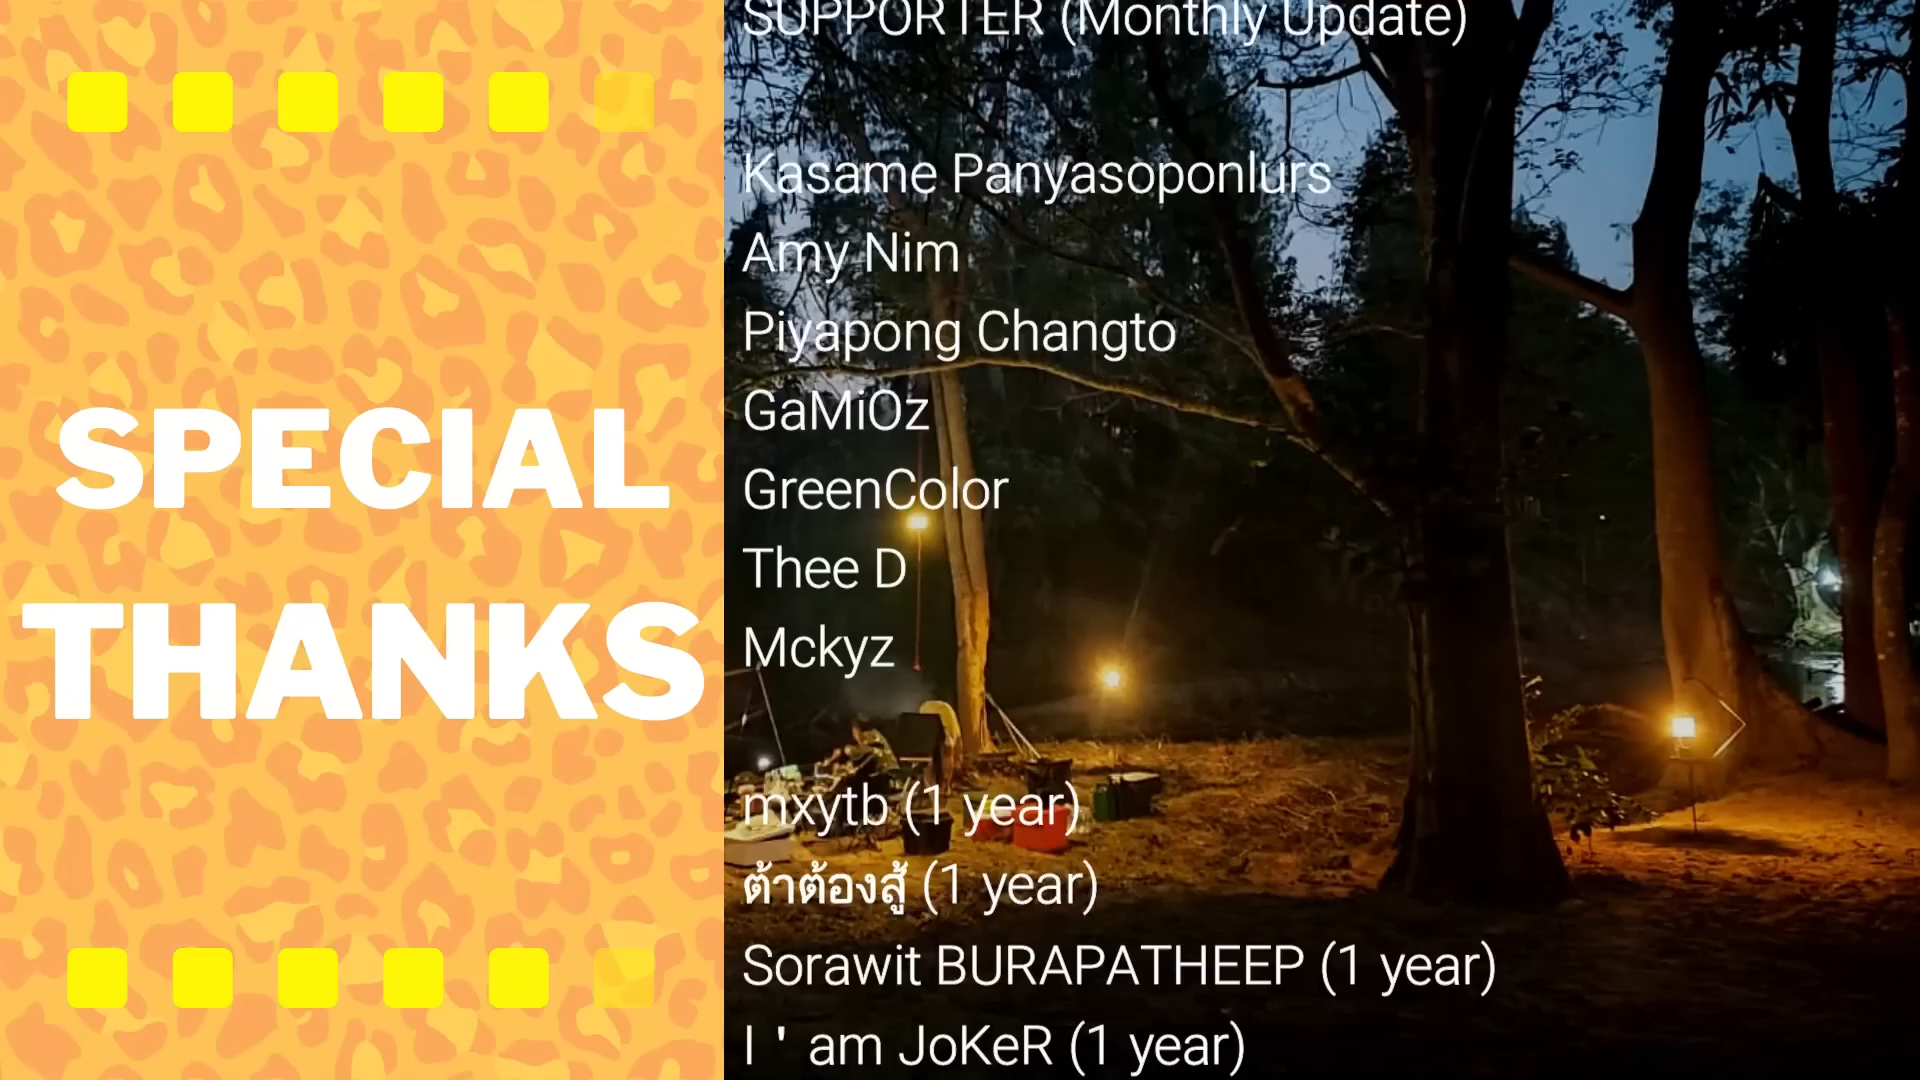 SPECIAL
THANKS
SUPPORTER (Monthly Update)
Kasame Panyasoponlurs
Amy Nim
Piyapong Changto
GaMiOz
GreenColor
Thee D
Mckyz
mxytb (1 year)
ต้าต้องสู้ (1 year)
Sorawit BURAPATHEEP (1 year)
I ' am JoKeR (1 year)